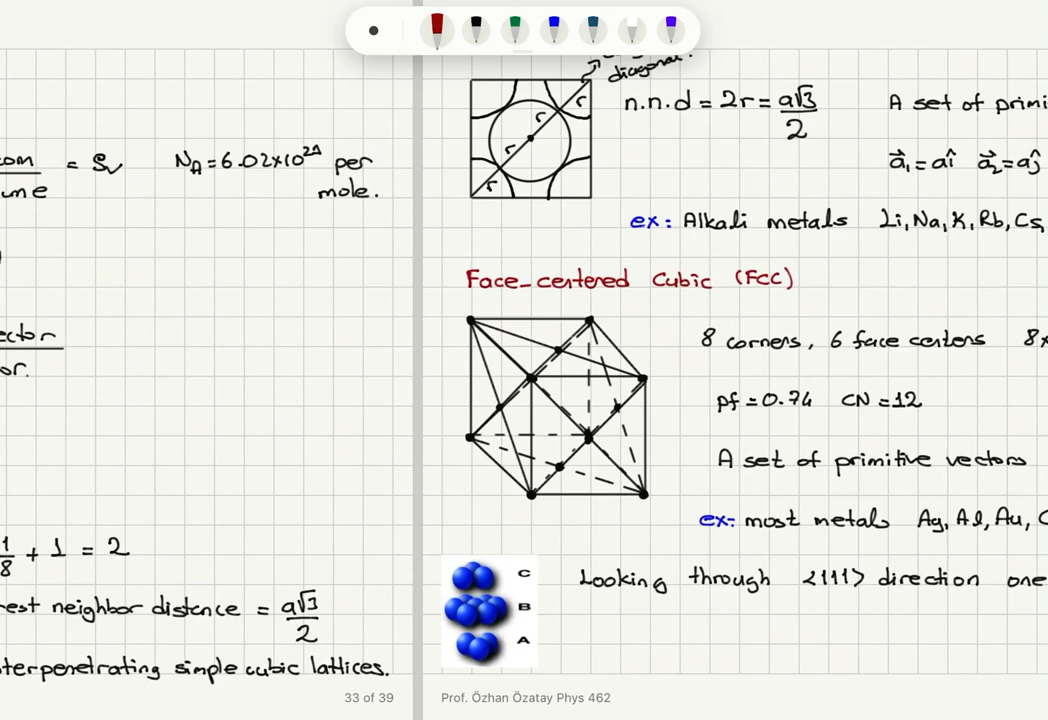 om / ume = ρv N_A = 6.02×10²³ per mole.
ector / or.
1/8 + 1 = 2
rest neighbor distance = a√3/2
terpenetrating simple cubic lattices.
33 of 39
diagonal.
r r r r
n.n.d = 2r = a√3/2 A set of primi
a⃗₁=aî a⃗₂=aĵ
ex: Alkali metals Li, Na, K, Rb, Cs,
Face-centered Cubic (FCC)
8 corners, 6 face centers 8×
pf = 0.74 CN = 12
A set of primitive vectors
ex: most metals Ag, Al, Au, C
C
B
A
Looking through <111> direction one
Prof. Özhan Özatay Phys 462